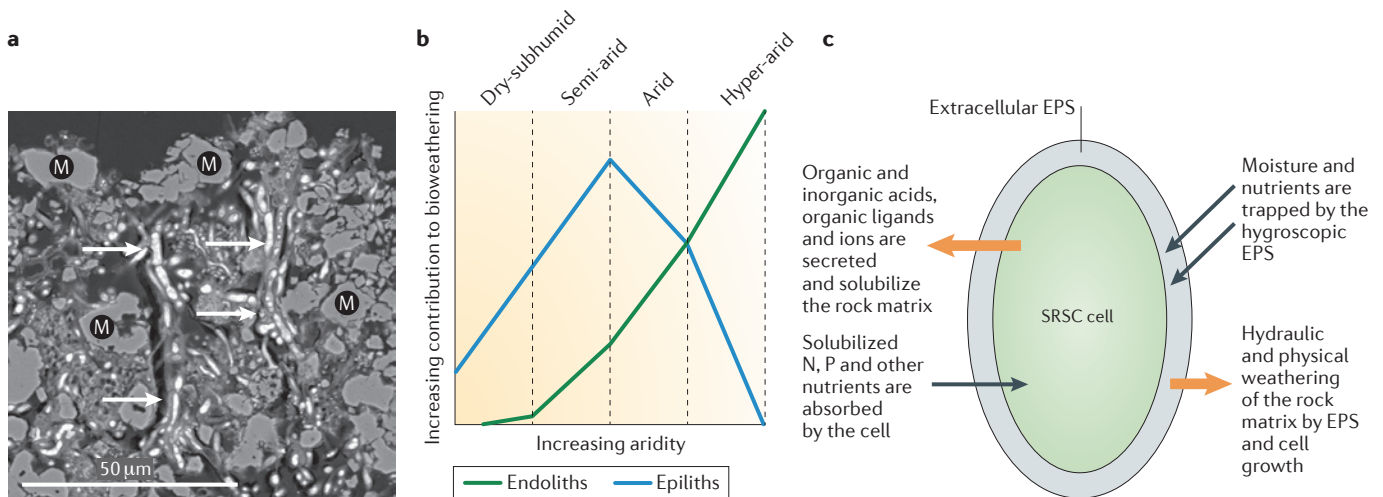 a
M
M
M
M
50 µm
b
Dry-subhumid
Semi-arid
Arid
Hyper-arid
Increasing contribution to bioweathering
Increasing aridity
Endoliths
Epiliths
c
Extracellular EPS
Organic and
inorganic acids,
organic ligands
and ions are
secreted
and solubilize
the rock matrix
Solubilized
N, P and other
nutrients are
absorbed
by the cell
SRSC cell
Moisture and
nutrients are
trapped by the
hygroscopic
EPS
Hydraulic
and physical
weathering
of the rock
matrix by EPS
and cell
growth